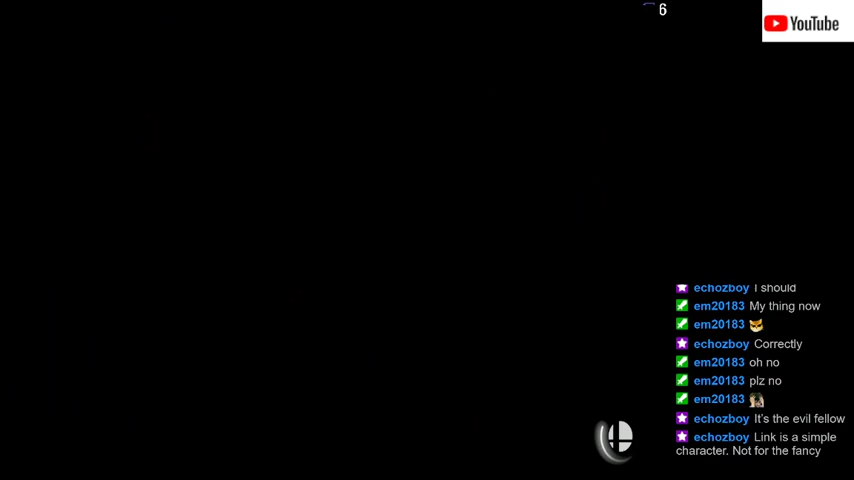 6
YouTube
echozboy I should
em20183 My thing now
em20183
echozboy Correctly
em20183 oh no
em20183 plz no
em20183
echozboy It's the evil fellow
echozboy Link is a simple
character. Not for the fancy